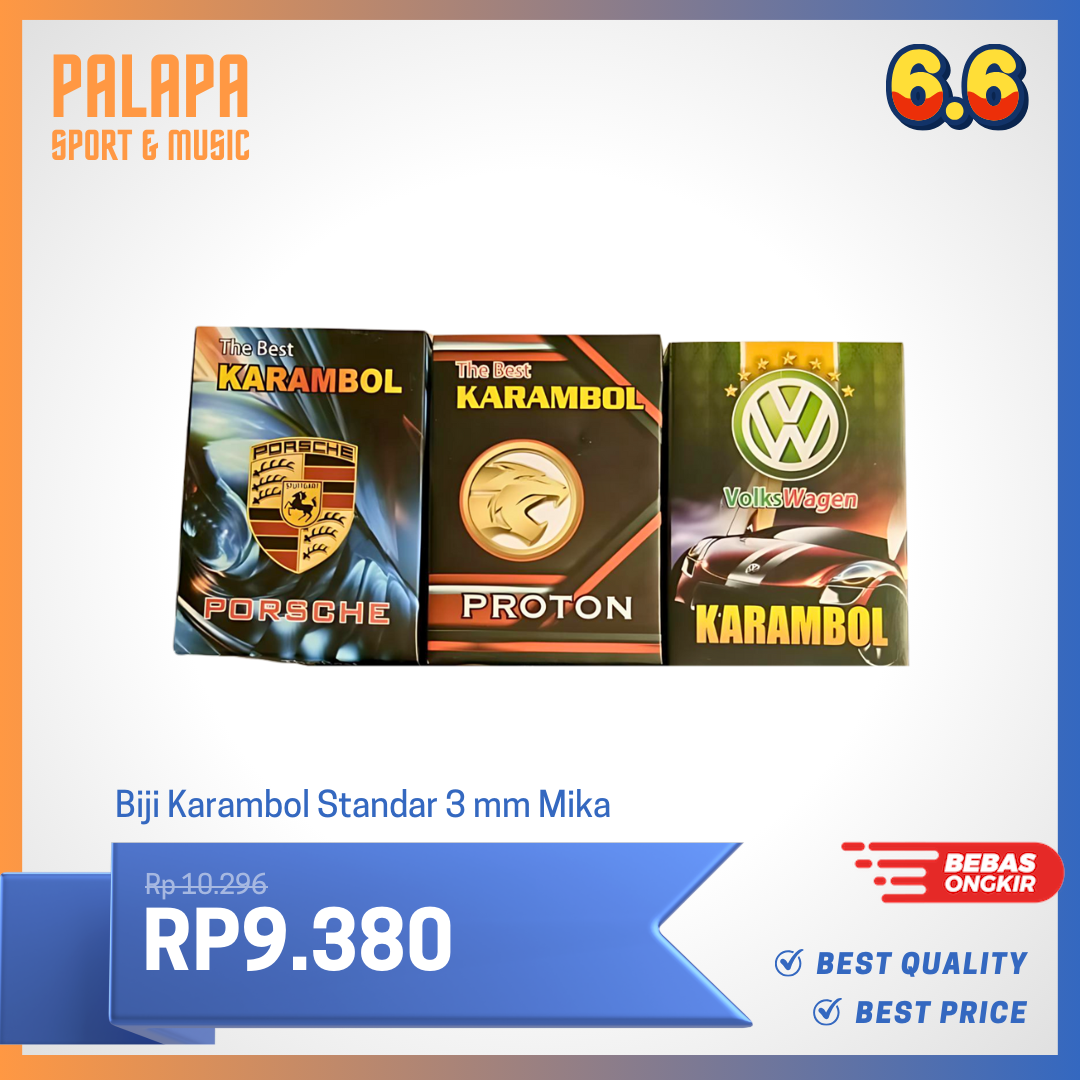 PALAPA
SPORT & MUSIC
6.6
The Best
KARAMBOL
PORSCHE
STUTTGART
PORSCHE
The Best
KARAMBOL
PROTON
VolksWagen
KARAMBOL
Biji Karambol Standar 3 mm Mika
Rp 10.296
RP9.380
BEBAS
ONGKIR
BEST QUALITY
BEST PRICE